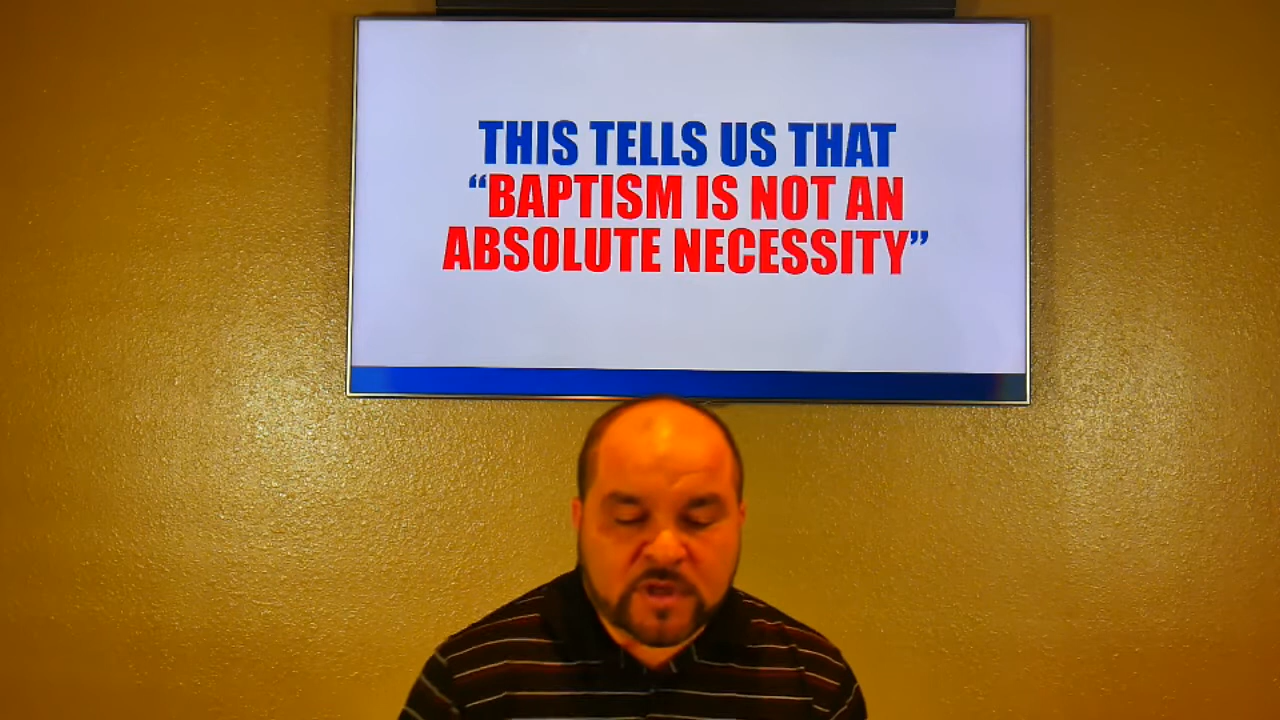 THIS TELLS US THAT
“BAPTISM IS NOT AN
ABSOLUTE NECESSITY”